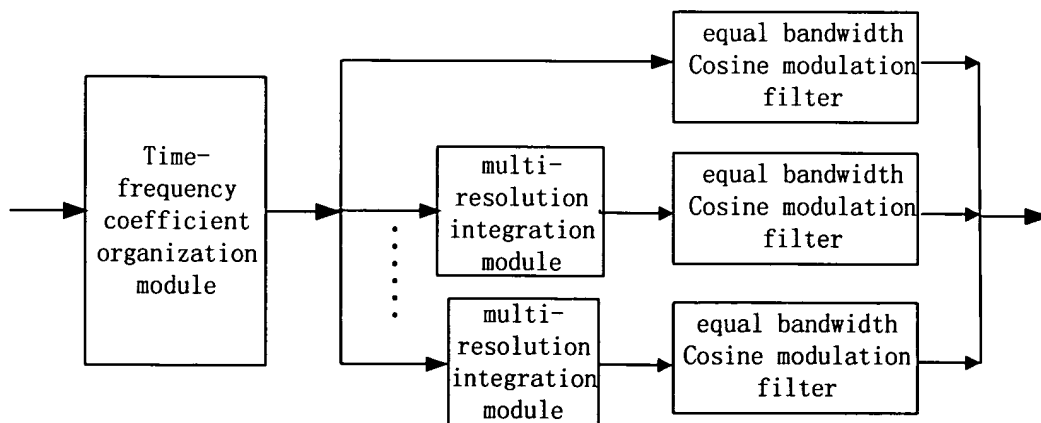 Time-
frequency
coefficient
organization
module
equal bandwidth
Cosine modulation
filter
multi-
resolution
integration
module
equal bandwidth
Cosine modulation
filter
multi-
resolution
integration
module
equal bandwidth
Cosine modulation
filter